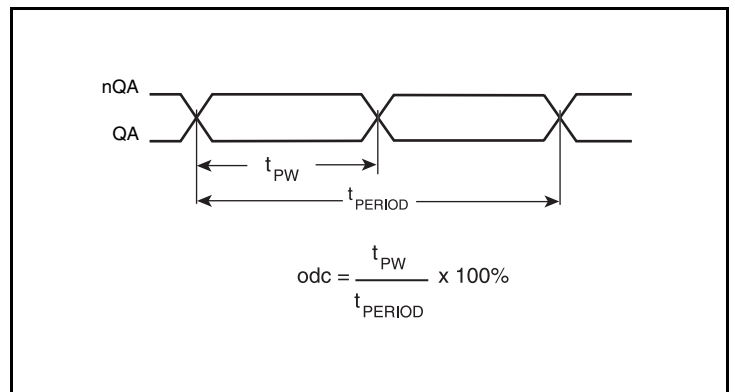 nQA
QA
tPW
tPERIOD
odc = tPW / tPERIOD x 100%